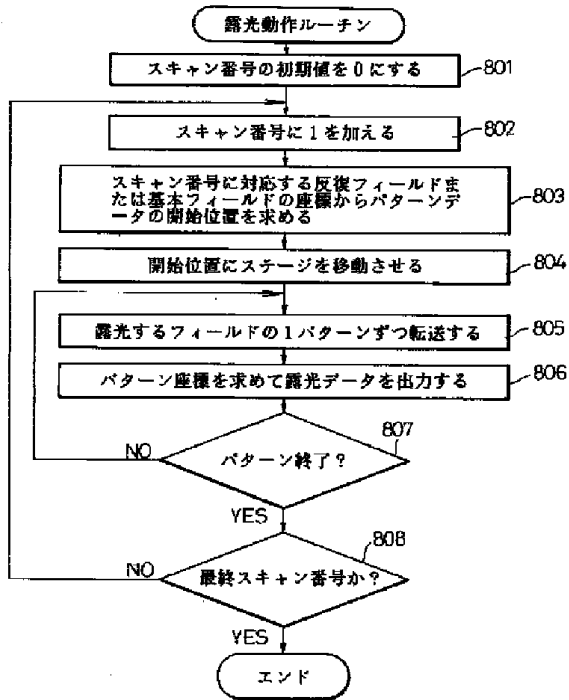 露光動作ルーチン
スキャン番号の初期値を0にする
801
スキャン番号に1を加える
802
スキャン番号に対応する反復フィールドま
たは基本フィールドの座標からパターンデ
ータの開始位置を求める
803
開始位置にステージを移動させる
804
露光するフィールドの1パターンずつ転送する
805
パターン座標を求めて露光データを出力する
806
807
NO
パターン終了?
YES
808
NO
最終スキャン番号か?
YES
エンド